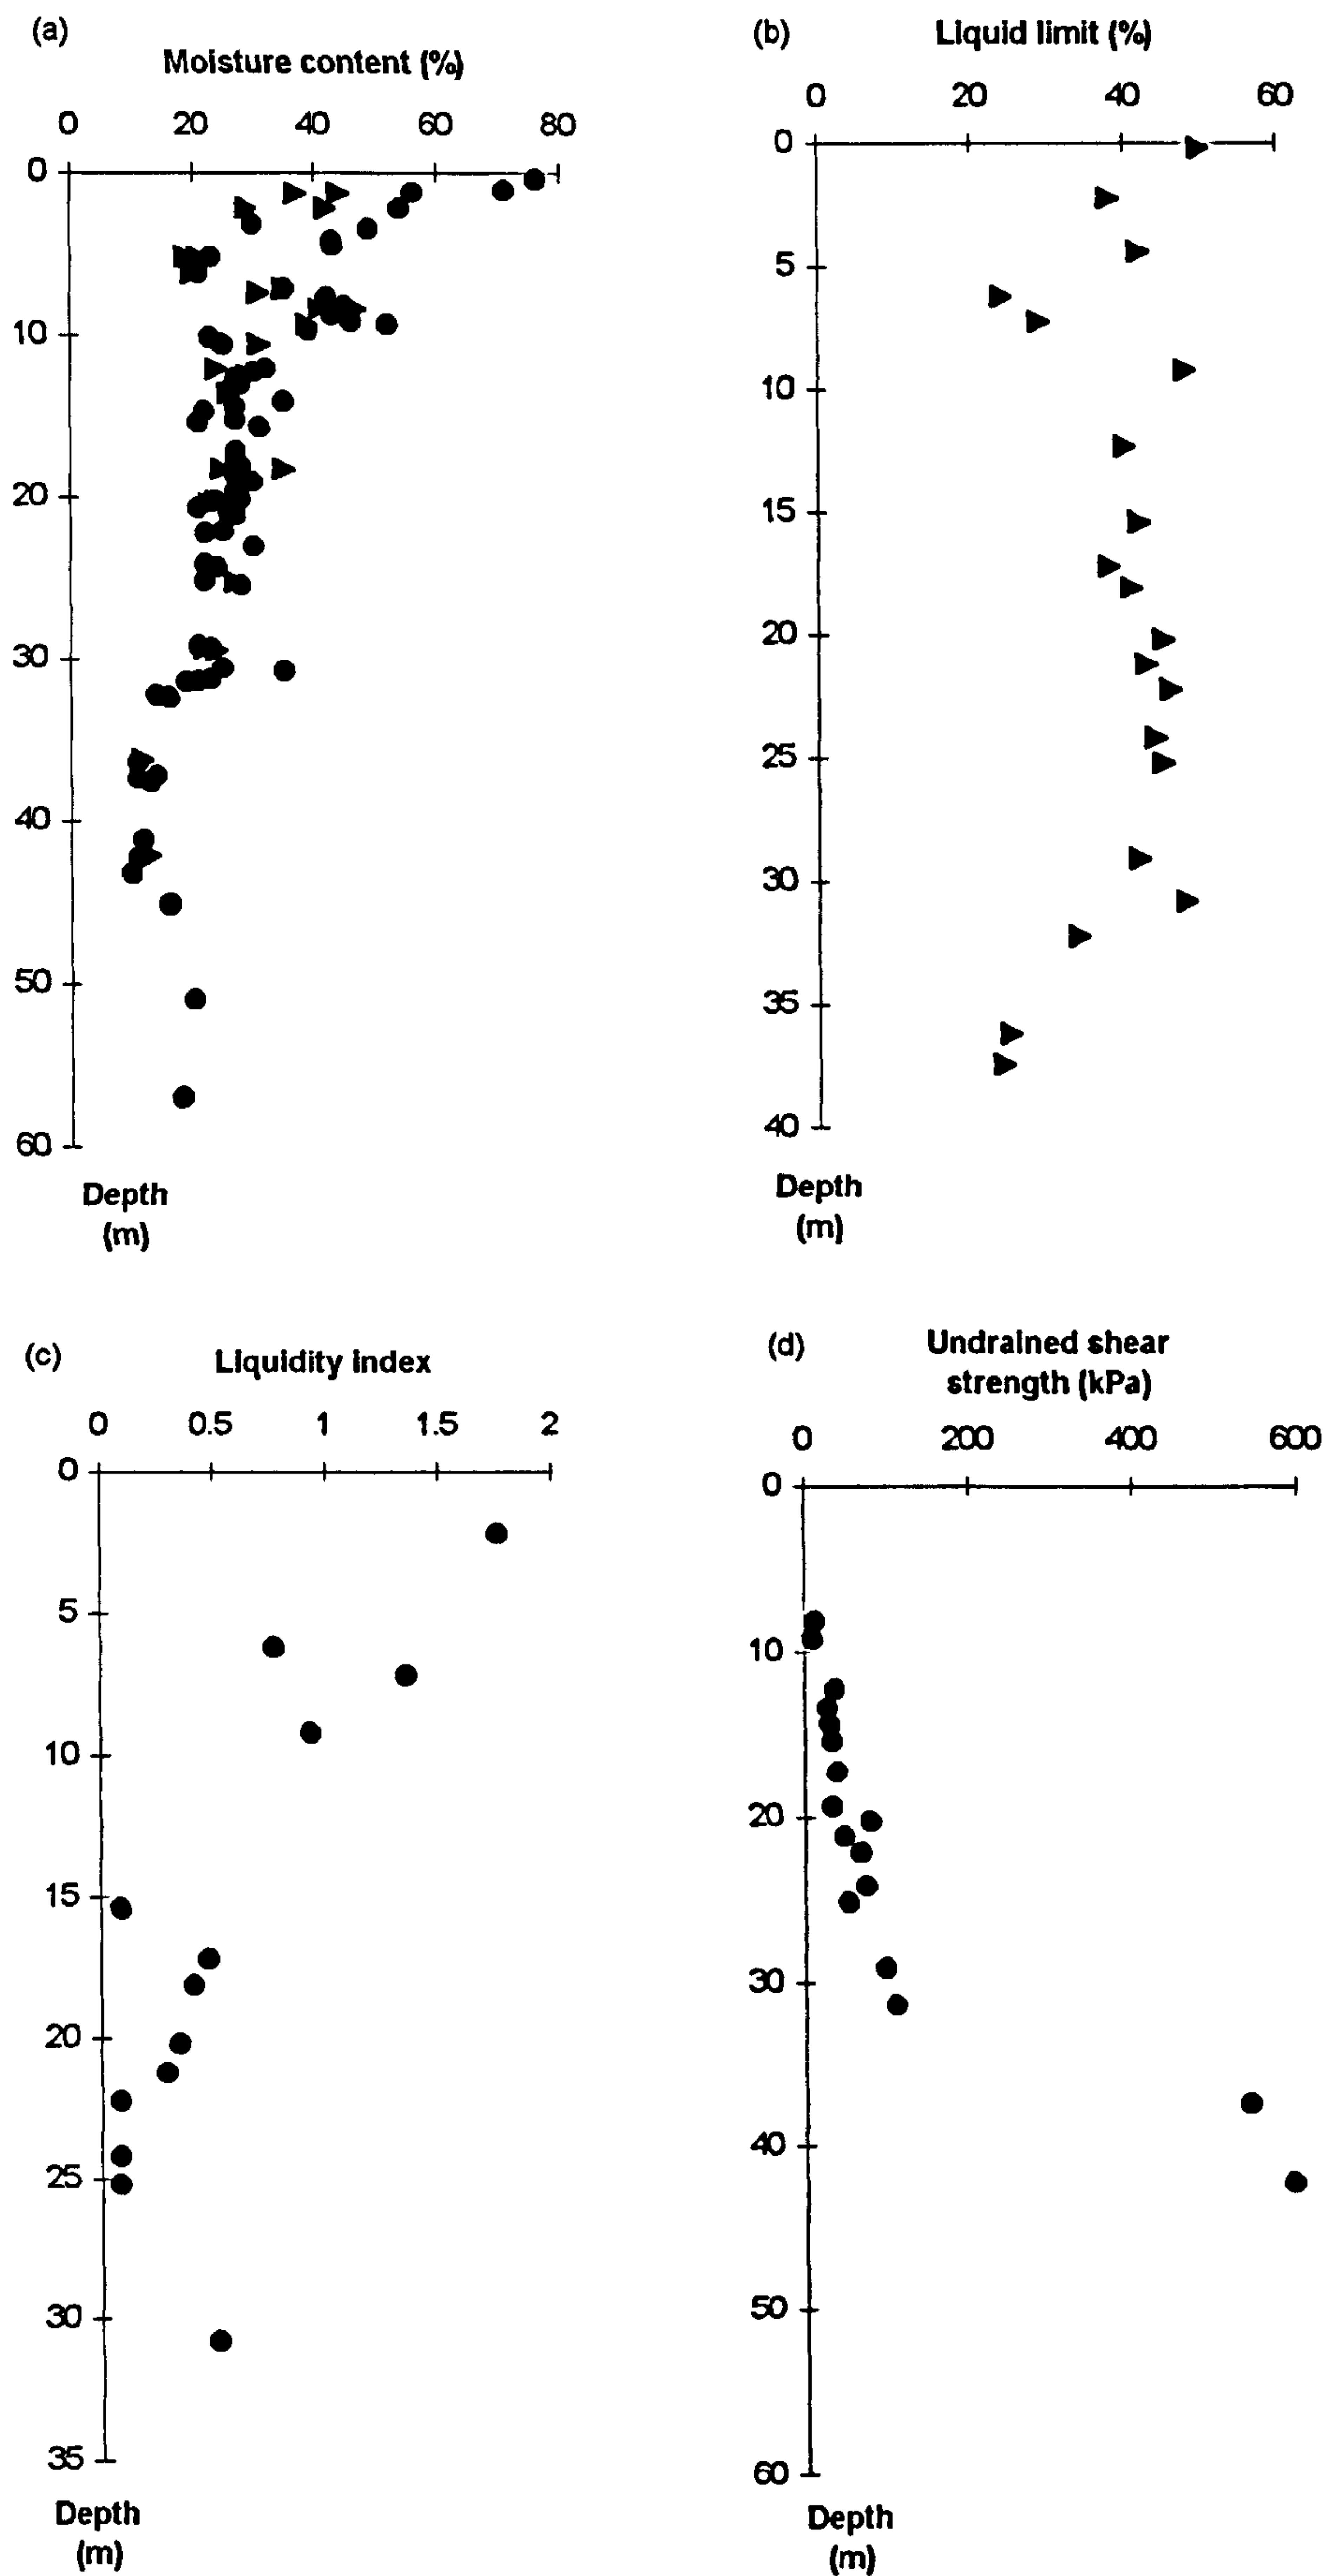 (a)
Moisture content (%)
0 20 40 60 80
0
10
20
30
40
50
60
Depth
(m)
(b)
Liquid limit (%)
0 20 40 60
0
5
10
15
20
25
30
35
40
Depth
(m)
(c)
Liquidity index
0 0.5 1 1.5 2
0
5
10
15
20
25
30
35
Depth
(m)
(d)
Undrained shear
strength (kPa)
0 200 400 600
0
10
20
30
40
50
60
Depth
(m)